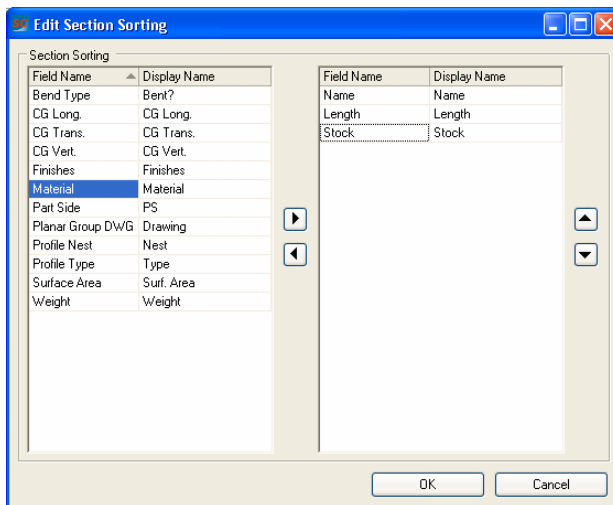 Edit Section Sorting
Section Sorting
Field Name Display Name
Bend Type Bent?
CG Long. CG Long.
CG Trans. CG Trans.
CG Vert. CG Vert.
Finishes Finishes
Material Material
Part Side PS
Planar Group DWG Drawing
Profile Nest Nest
Profile Type Type
Surface Area Surf. Area
Weight Weight
Field Name Display Name
Name Name
Length Length
Stock Stock
OK Cancel